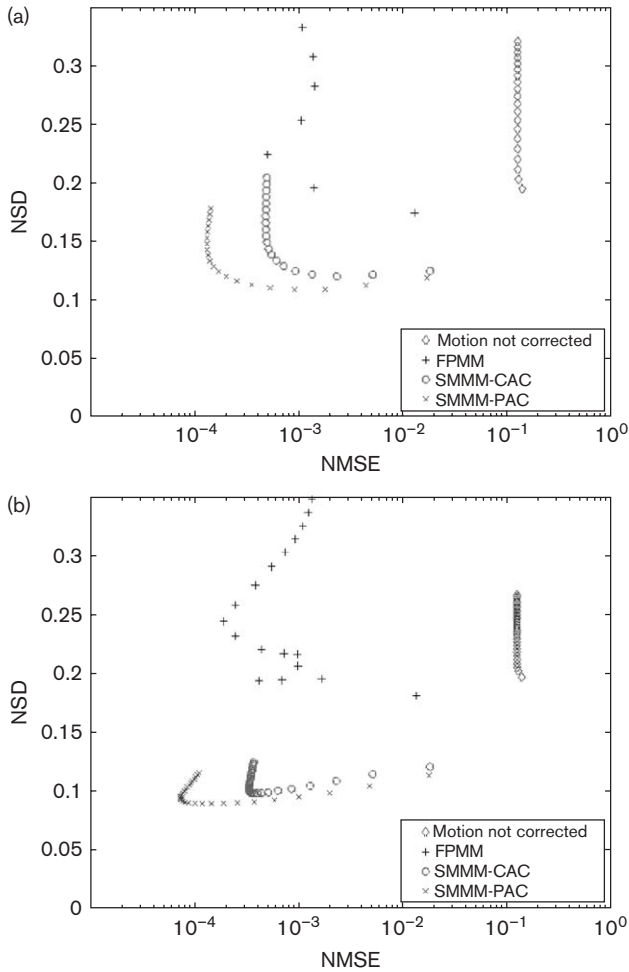 (a)
0.3
0.25
0.2
0.15
0.1
0.05
0
NSD
Motion not corrected
FPMM
SMMM-CAC
SMMM-PAC
10⁻⁴ 10⁻³ 10⁻² 10⁻¹ 10⁰
NMSE
(b)
0.3
0.25
0.2
0.15
0.1
0.05
0
NSD
Motion not corrected
FPMM
SMMM-CAC
SMMM-PAC
10⁻⁴ 10⁻³ 10⁻² 10⁻¹ 10⁰
NMSE